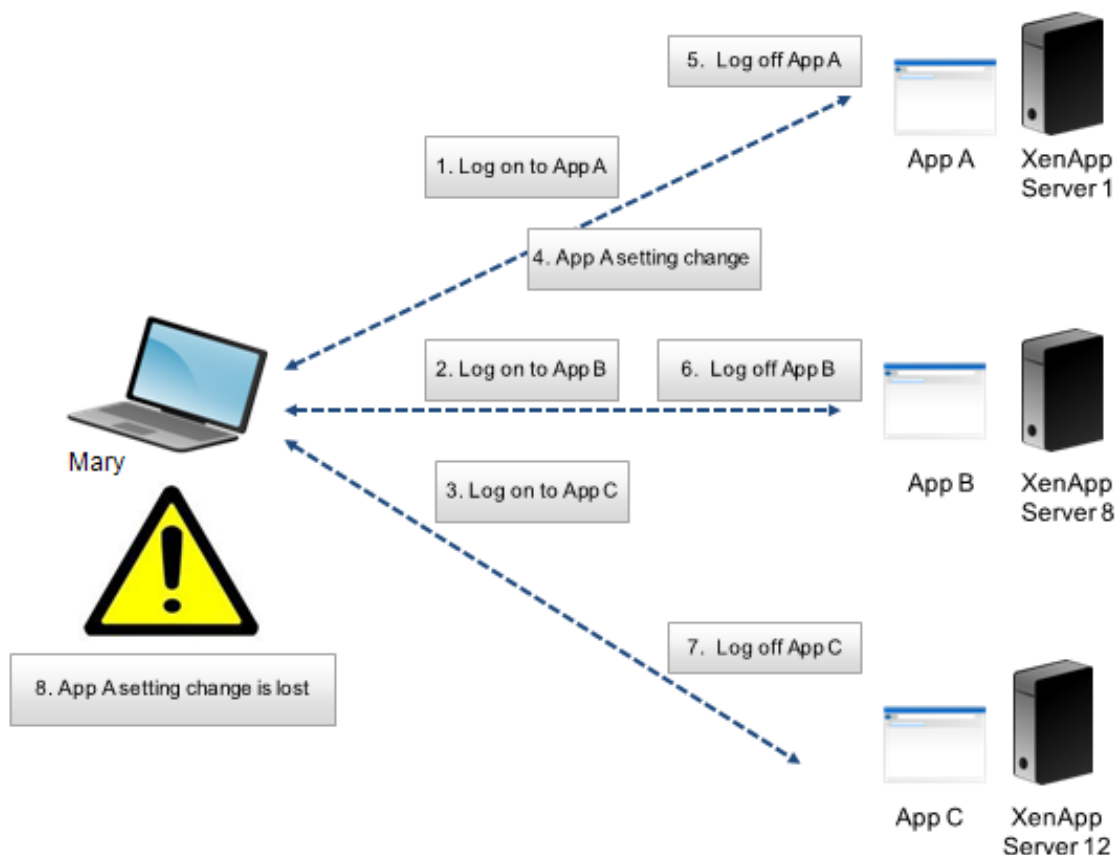 5. Log off App A
App A
XenApp
Server 1
1. Log on to App A
4. App A setting change
2. Log on to App B
6. Log off App B
Mary
App B
XenApp
Server 8
3. Log on to App C
7. Log off App C
8. App A setting change is lost
App C
XenApp
Server 12